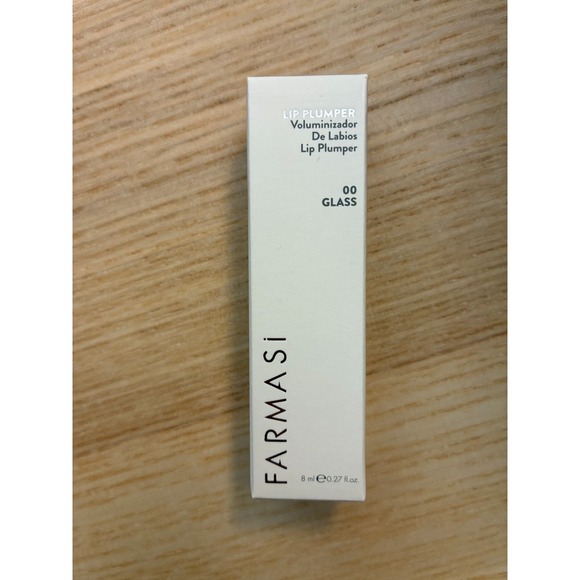 LIP PLUMPER
Voluminizador
De Labios
Lip Plumper
00
GLASS
FARMASi
8 ml ℮ 0.27 fl.oz.